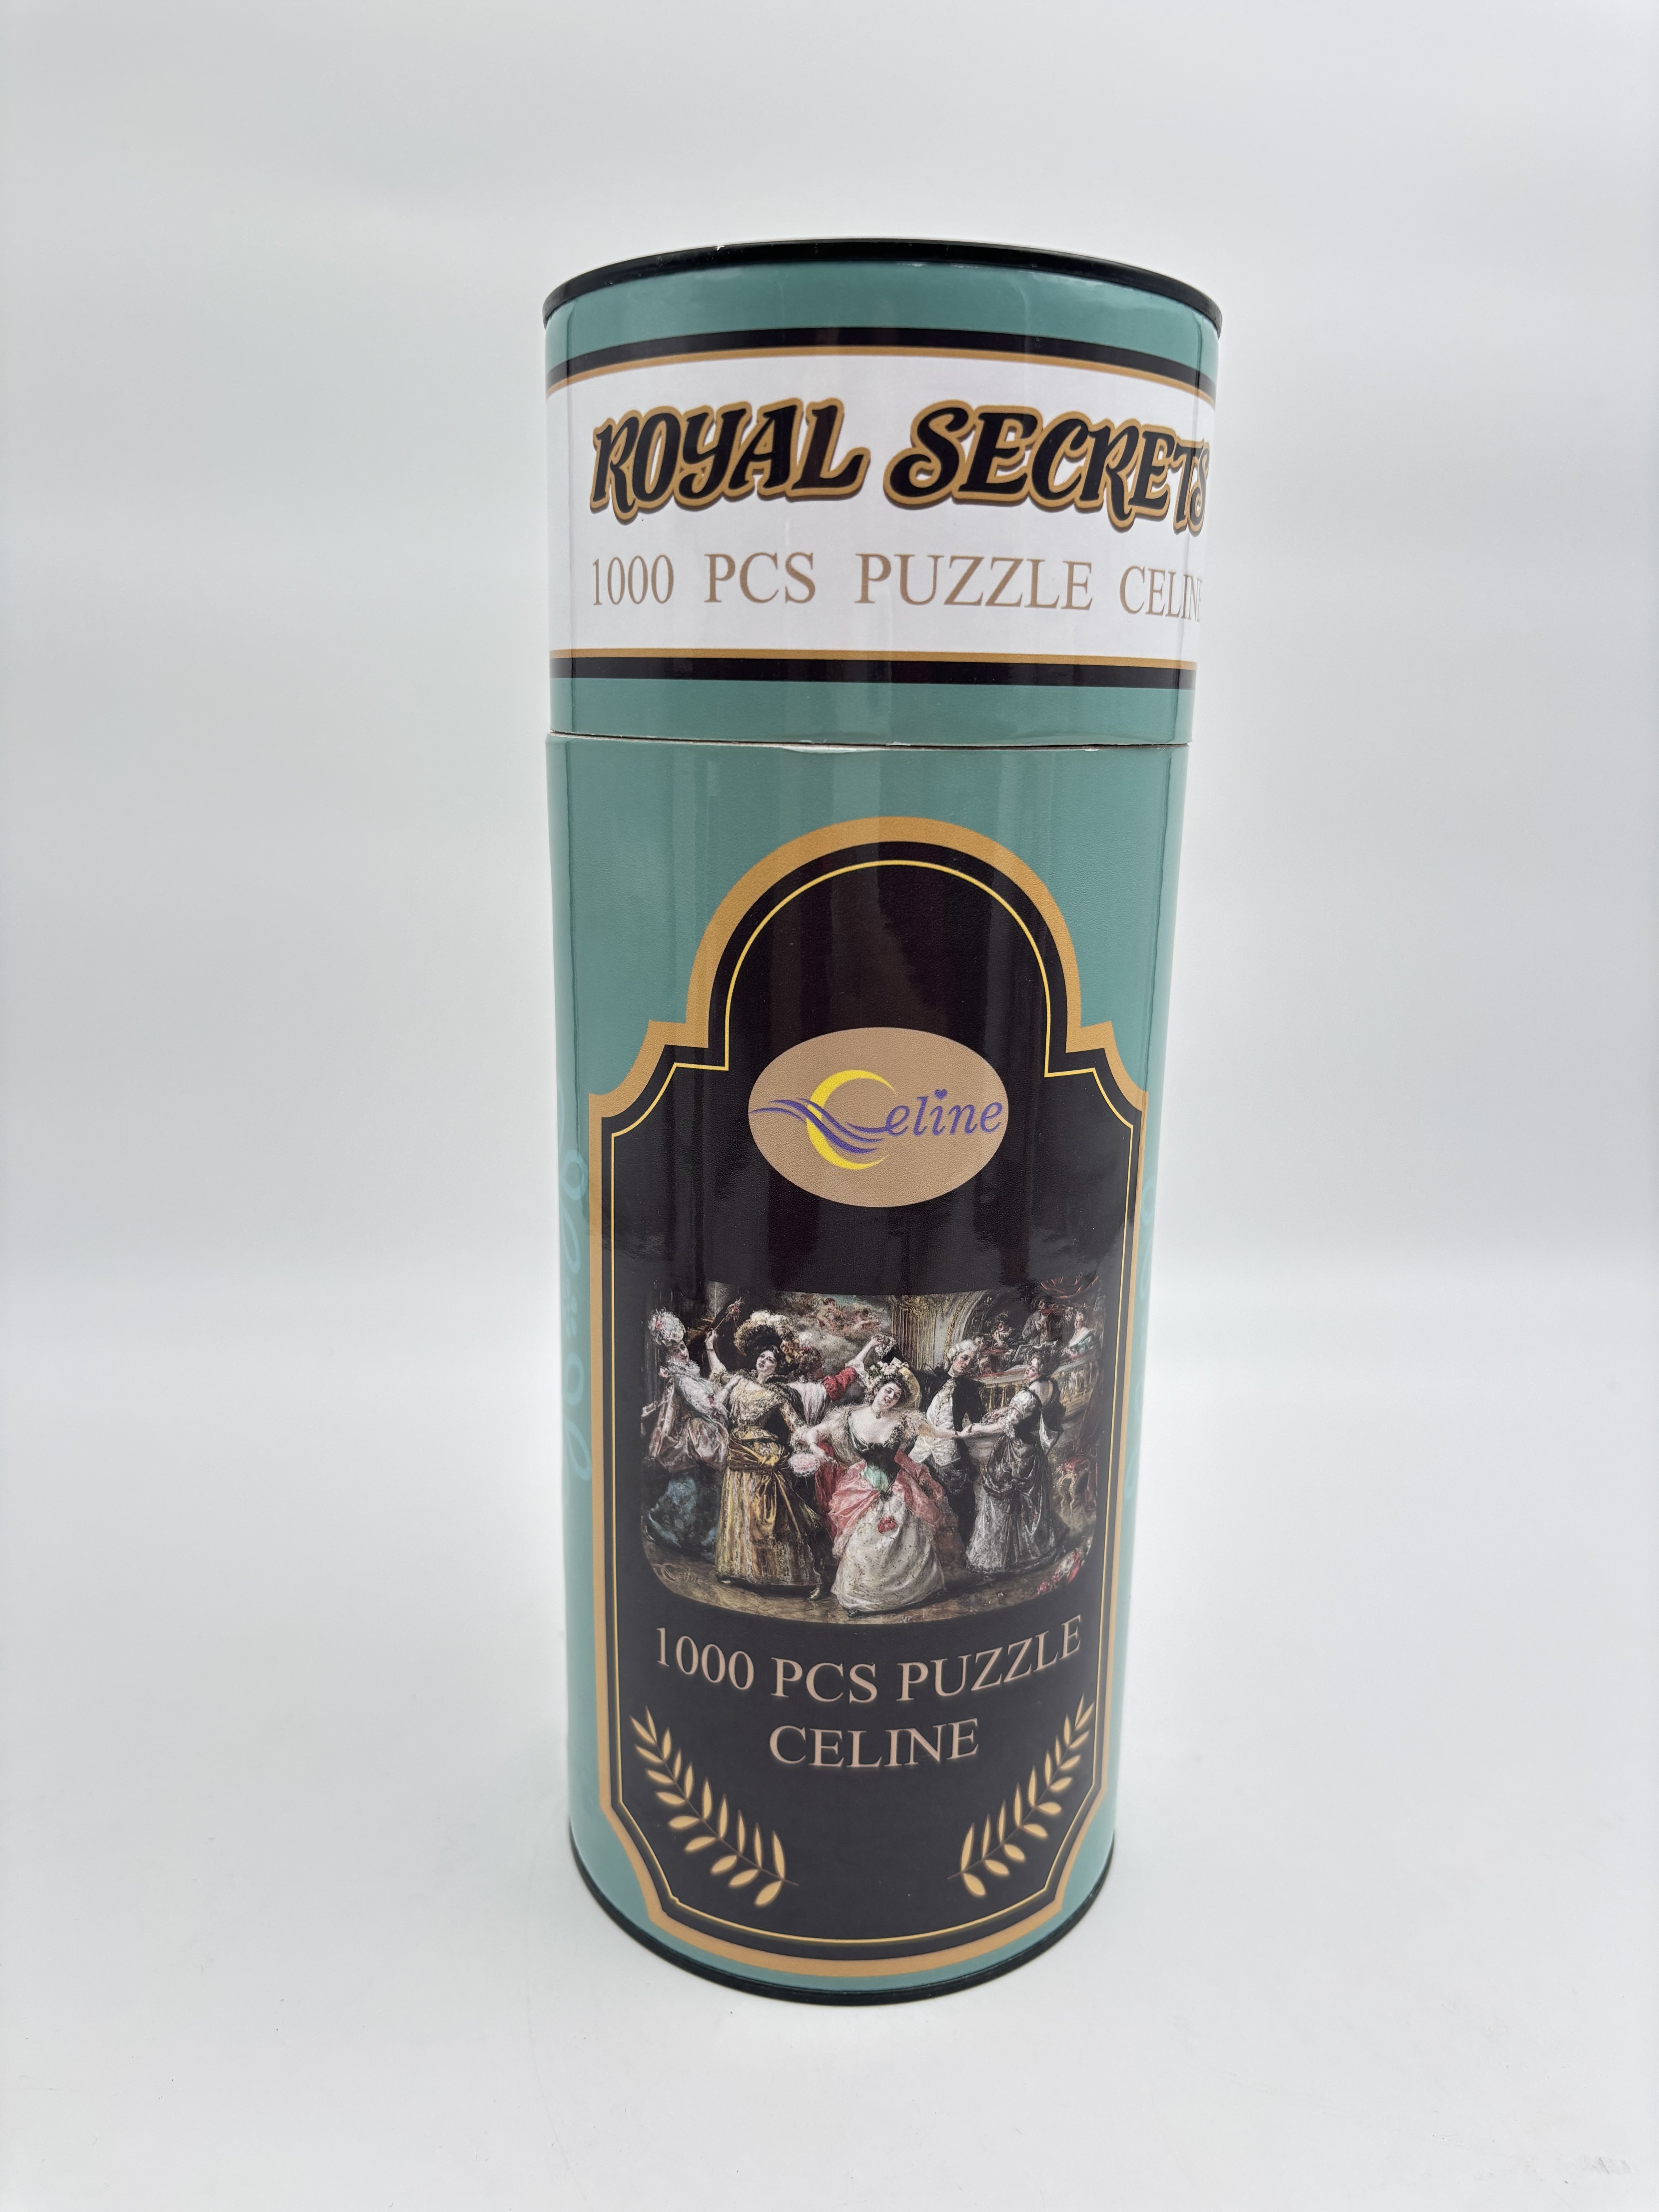 ROYAL SECRETS
1000 PCS PUZZLE CELINE
Celine
1000 PCS PUZZLE
CELINE